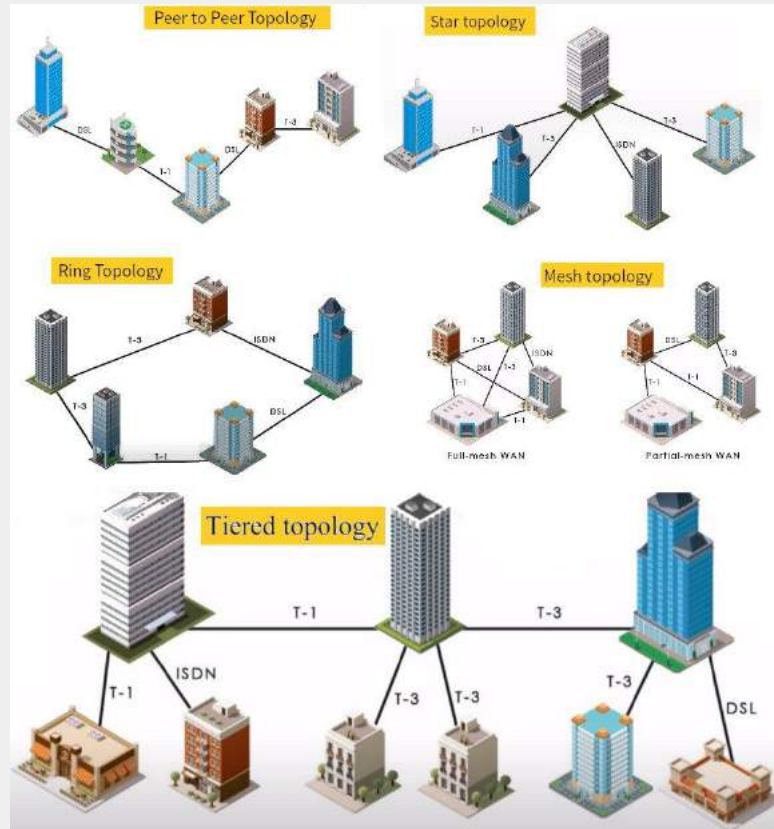 Peer to Peer Topology
DSL
T-1
DSL
T-3
Star topology
T-1
T-3
ISDN
T-3
Ring Topology
T-3
ISDN
T-3
T-1
DSL
Mesh topology
T-3
DSL
T-3
ISDN
T-1
T-1
Full-mesh WAN
DSL
T-3
T-1
T-1
Partial-mesh WAN
Tiered topology
T-1
T-3
T-1
ISDN
T-3
T-3
T-3
DSL